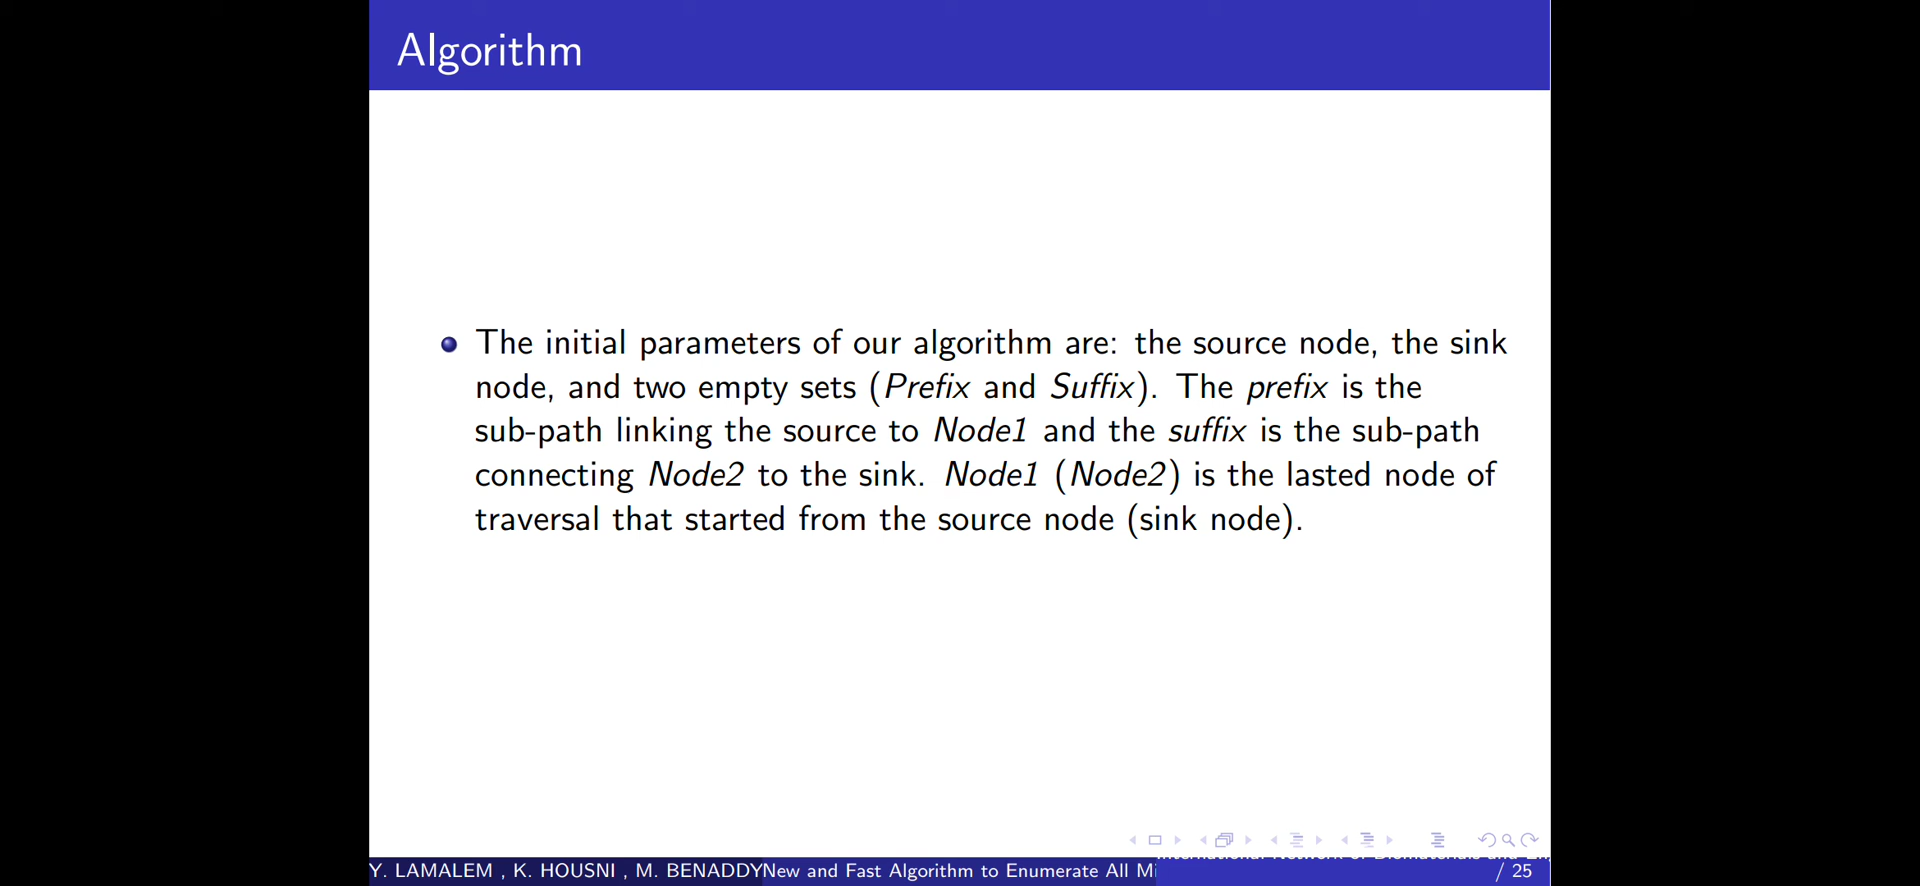 Algorithm
The initial parameters of our algorithm are: the source node, the sink
node, and two empty sets (Prefix and Suffix). The prefix is the
sub-path linking the source to Node1 and the suffix is the sub-path
connecting Node2 to the sink. Node1 (Node2) is the lasted node of
traversal that started from the source node (sink node).
Y. LAMALEM , K. HOUSNI , M. BENADDY New and Fast Algorithm to Enumerate All Mi / 25